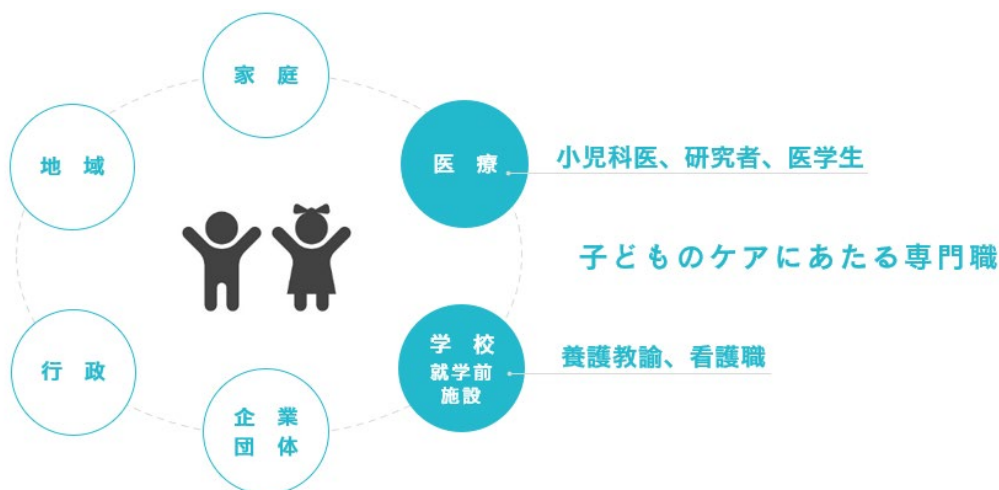 家庭
地域
医療
小児科医、研究者、医学生
子どものケアにあたる専門職
学校
就学前
施設
養護教諭、看護職
行政
企業
団体